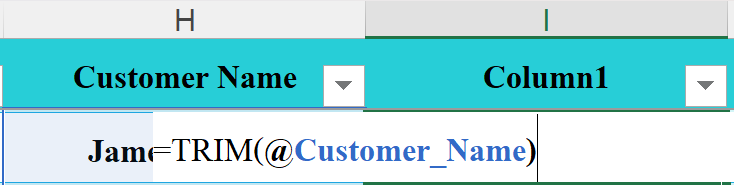 H I
Customer Name Column1
Jame=TRIM(@Customer_Name)